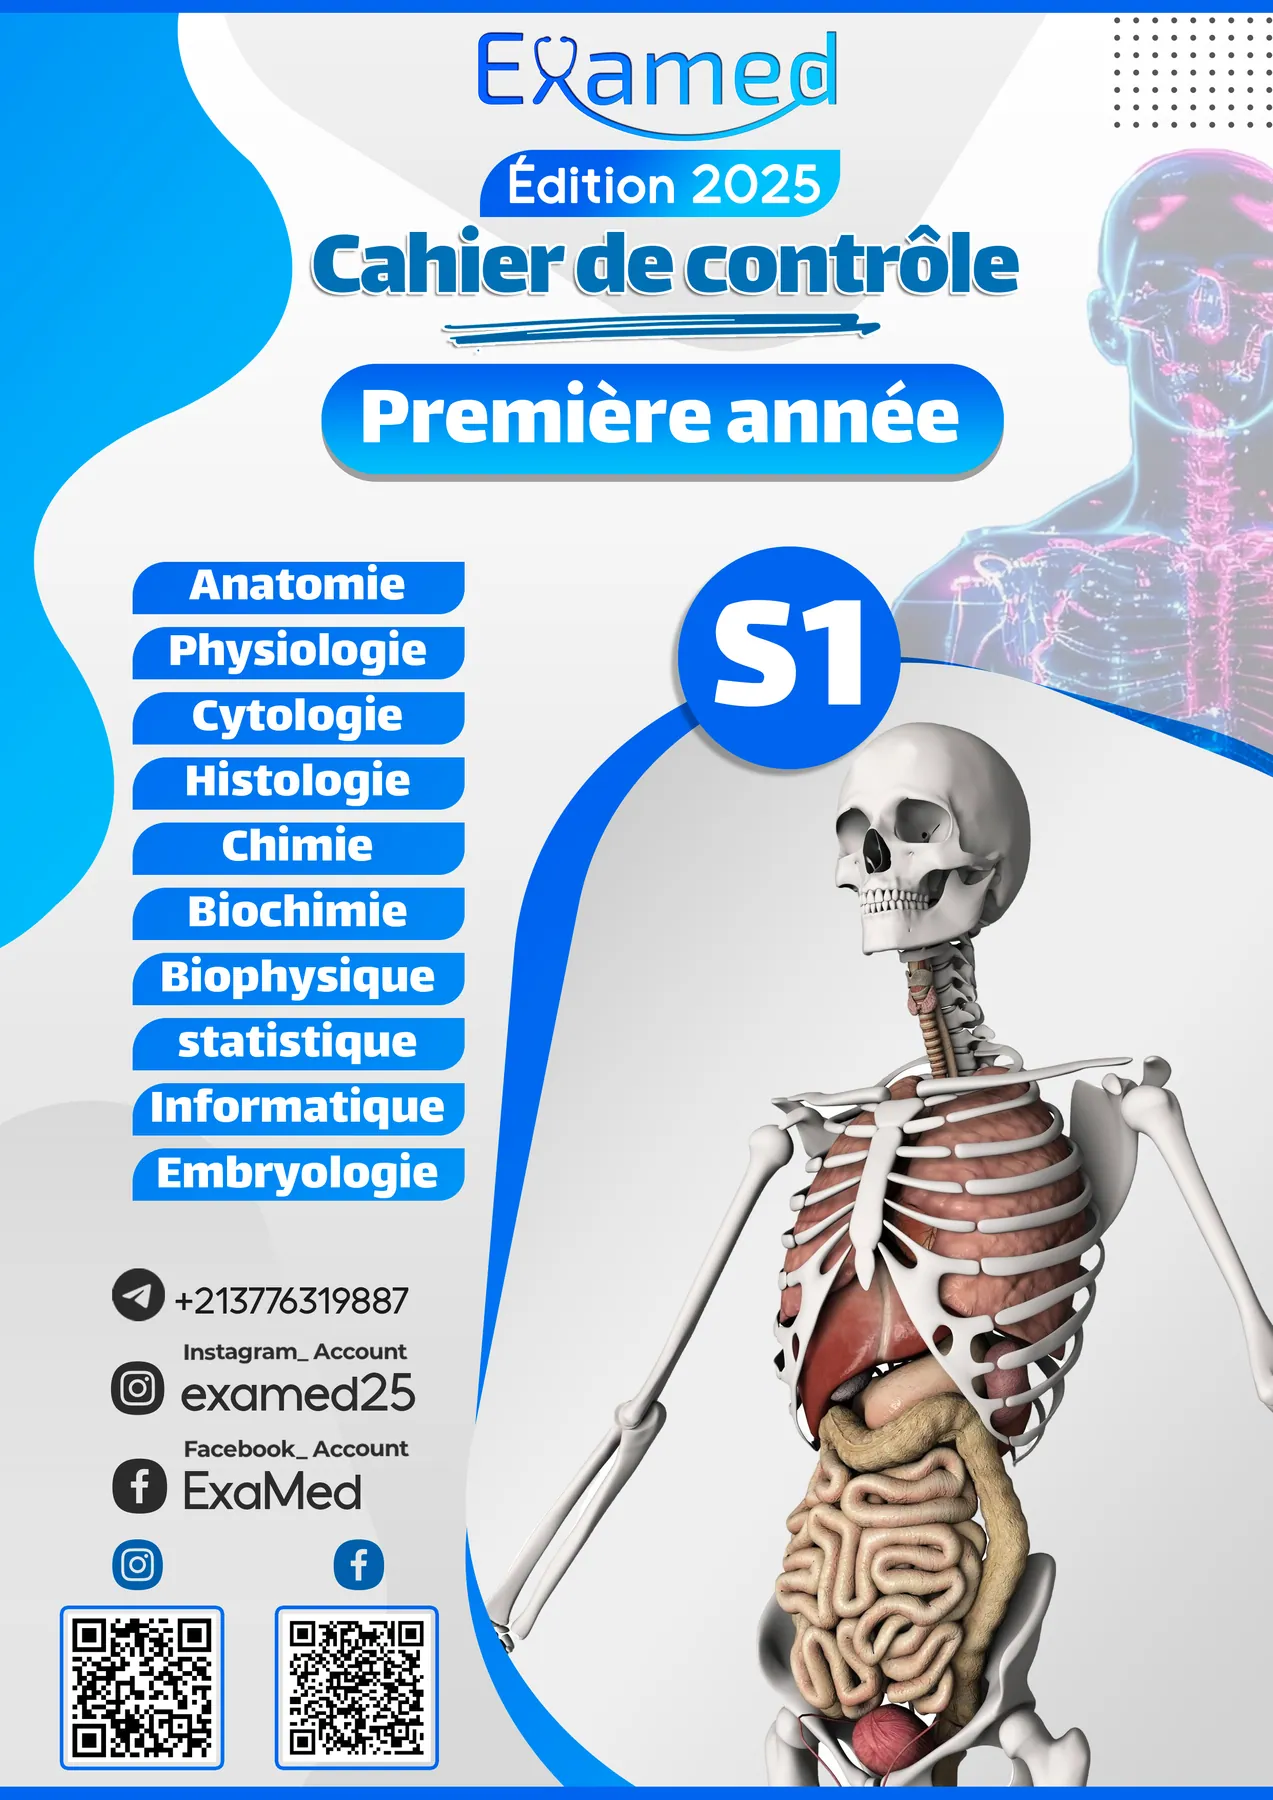 Examed
Édition 2025
Cahier de contrôle
Première année
S1
Anatomie
Physiologie
Cytologie
Histologie
Chimie
Biochimie
Biophysique
statistique
Informatique
Embryologie
+213776319887
Instagram_ Account
examed25
Facebook_ Account
ExaMed